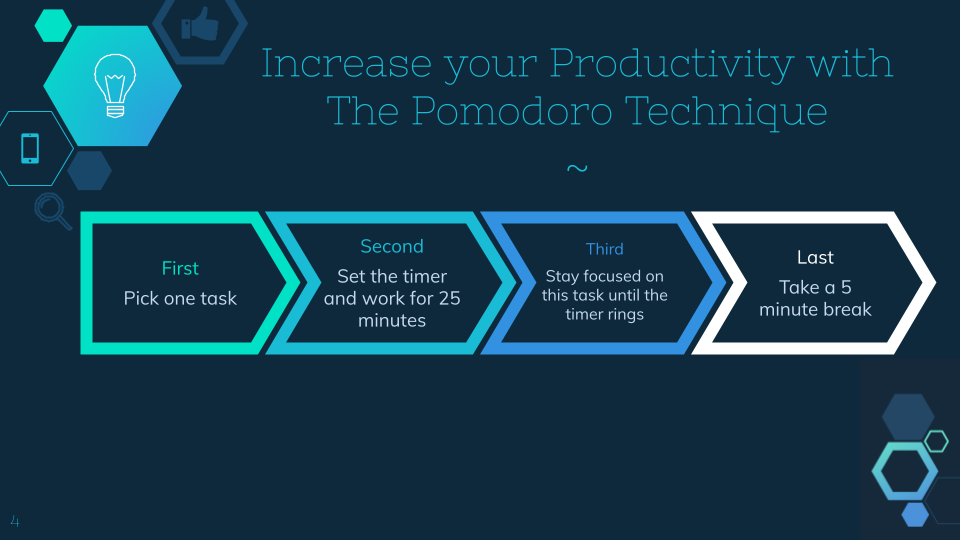 Increase your Productivity with
The Pomodoro Technique
~
First
Pick one task
Second
Set the timer
and work for 25
minutes
Third
Stay focused on
this task until the
timer rings
Last
Take a 5
minute break
4